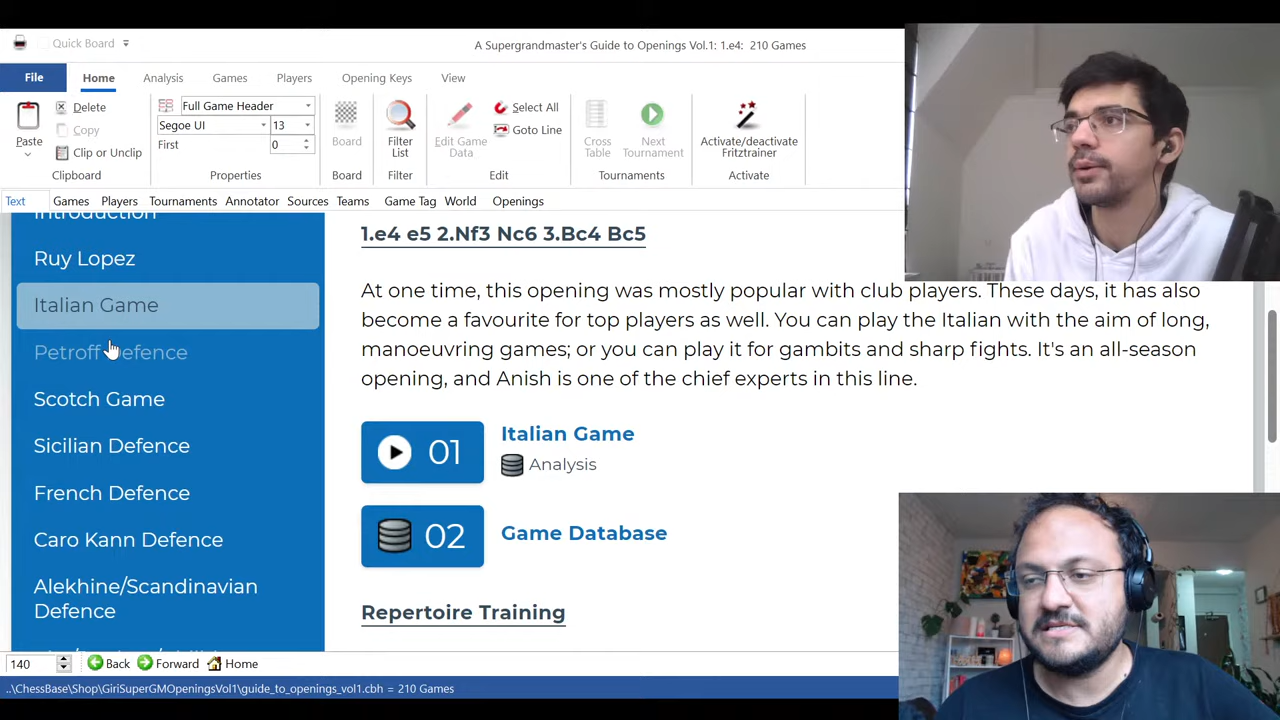 Quick Board
A Supergrandmaster's Guide to Openings Vol.1: 1.e4: 210 Games
File Home Analysis Games Players Opening Keys View
Paste
Delete
Copy
Clip or Unclip
Clipboard
Full Game Header
Segoe UI 13
First 0
Properties
Board
Board
Filter List
Filter
Edit Game Data
Select All
Goto Line
Edit
Cross Table
Next Tournament
Tournaments
Activate/deactivate Fritztrainer
Activate
Text Games Players Tournaments Annotator Sources Teams Game Tag World Openings
Introduction
Ruy Lopez
Italian Game
Petroff Defence
Scotch Game
Sicilian Defence
French Defence
Caro Kann Defence
Alekhine/Scandinavian
Defence
1.e4 e5 2.Nf3 Nc6 3.Bc4 Bc5
At one time, this opening was mostly popular with club players. These days, it has also
become a favourite for top players as well. You can play the Italian with the aim of long,
manoeuvring games; or you can play it for gambits and sharp fights. It's an all-season
opening, and Anish is one of the chief experts in this line.
01 Italian Game
Analysis
02 Game Database
Repertoire Training
140 Back Forward Home
..\ChessBase\Shop\GiriSuperGMOpeningsVol1\guide_to_openings_vol1.cbh = 210 Games